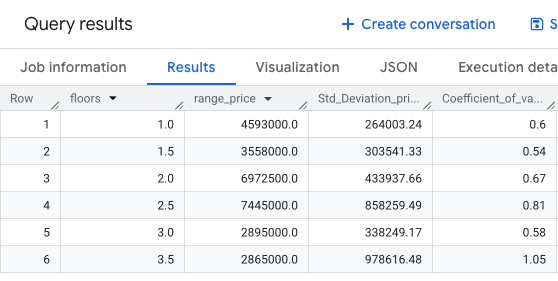 Query results
+ Create conversation S
Job information Results Visualization JSON Execution deta
Row floors range_price Std_Deviation_pri... Coefficient_of_va...
1 1.0 4593000.0 264003.24 0.6
2 1.5 3558000.0 303541.33 0.54
3 2.0 6972500.0 433937.66 0.67
4 2.5 7445000.0 858259.49 0.81
5 3.0 2895000.0 338249.17 0.58
6 3.5 2865000.0 978616.48 1.05